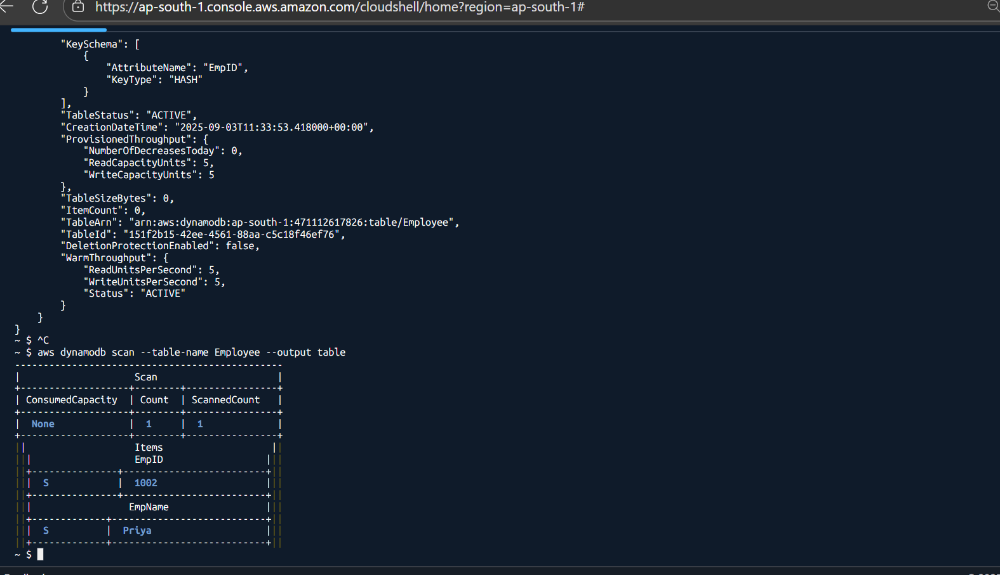 https://ap-south-1.console.aws.amazon.com/cloudshell/home?region=ap-south-1#
        "KeySchema": [
            {
                "AttributeName": "EmpID",
                "KeyType": "HASH"
            }
        ],
        "TableStatus": "ACTIVE",
        "CreationDateTime": "2025-09-03T11:33:53.418000+00:00",
        "ProvisionedThroughput": {
            "NumberOfDecreasesToday": 0,
            "ReadCapacityUnits": 5,
            "WriteCapacityUnits": 5
        },
        "TableSizeBytes": 0,
        "ItemCount": 0,
        "TableArn": "arn:aws:dynamodb:ap-south-1:471112617826:table/Employee",
        "TableId": "151f2b15-42ee-4561-88aa-c5c18f46ef76",
        "DeletionProtectionEnabled": false,
        "WarmThroughput": {
            "ReadUnitsPerSecond": 5,
            "WriteUnitsPerSecond": 5,
            "Status": "ACTIVE"
        }
    }
}
~ $ ^C
~ $ aws dynamodb scan --table-name Employee --output table
-----------------------------------------------
|                    Scan                     |
+-------------------+--------+----------------+
| ConsumedCapacity  | Count  | ScannedCount   |
+-------------------+--------+----------------+
|  None             |  1     |  1             |
+-------------------+--------+----------------+
||                   Items                   ||
|||                  EmpID                  |||
||+---------------+-------------------------+||
|||  S            |  1002                   |||
||+---------------+-------------------------+||
|||                 EmpName                 |||
||+-------------+---------------------------+||
|||  S          |  Priya                    |||
||+-------------+---------------------------+||
~ $